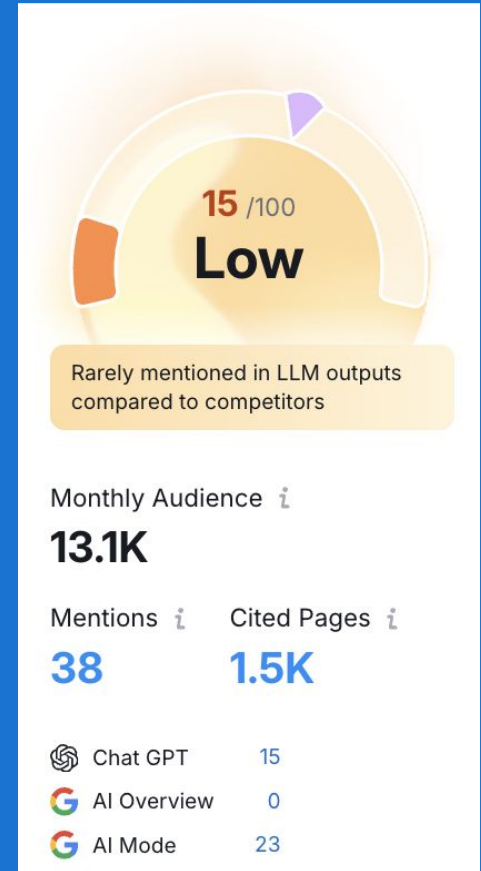 15 /100
Low
Rarely mentioned in LLM outputs
compared to competitors
Monthly Audience i
13.1K
Mentions i Cited Pages i
38 1.5K
Chat GPT 15
AI Overview 0
AI Mode 23